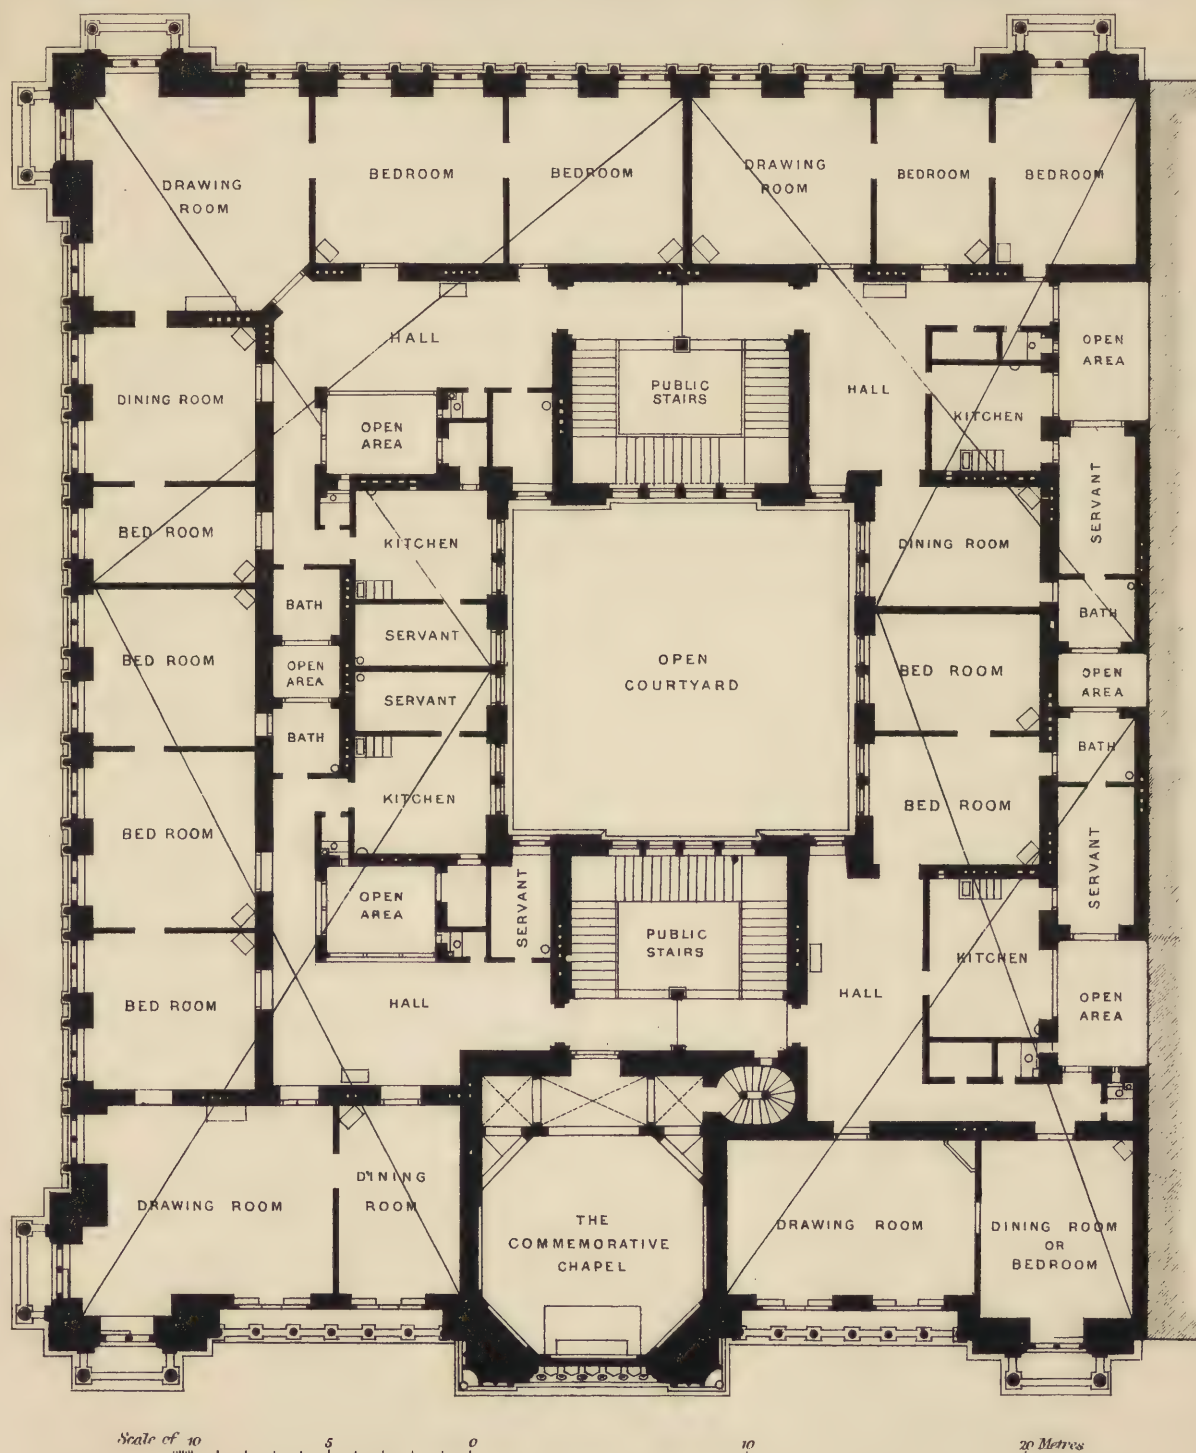 DRAWING
ROOM
BEDROOM
BEDROOM
DRAWING
ROOM
BEDROOM
BEDROOM
HALL
PUBLIC
STAIRS
HALL
OPEN
AREA
DINING ROOM
OPEN
AREA
KITCHEN
BED ROOM
KITCHEN
DINING ROOM
SERVANT
BATH
SERVANT
BATH
BED ROOM
OPEN
AREA
OPEN
COURTYARD
BED ROOM
OPEN
AREA
SERVANT
BATH
BATH
BED ROOM
KITCHEN
BED ROOM
OPEN
AREA
SERVANT
PUBLIC
STAIRS
SERVANT
KITCHEN
BED ROOM
HALL
HALL
OPEN
AREA
DRAWING ROOM
DINING
ROOM
THE
COMMEMORATIVE
CHAPEL
DRAWING ROOM
DINING ROOM
OR
BEDROOM
Scale of 10 5 0 10 20 Metres